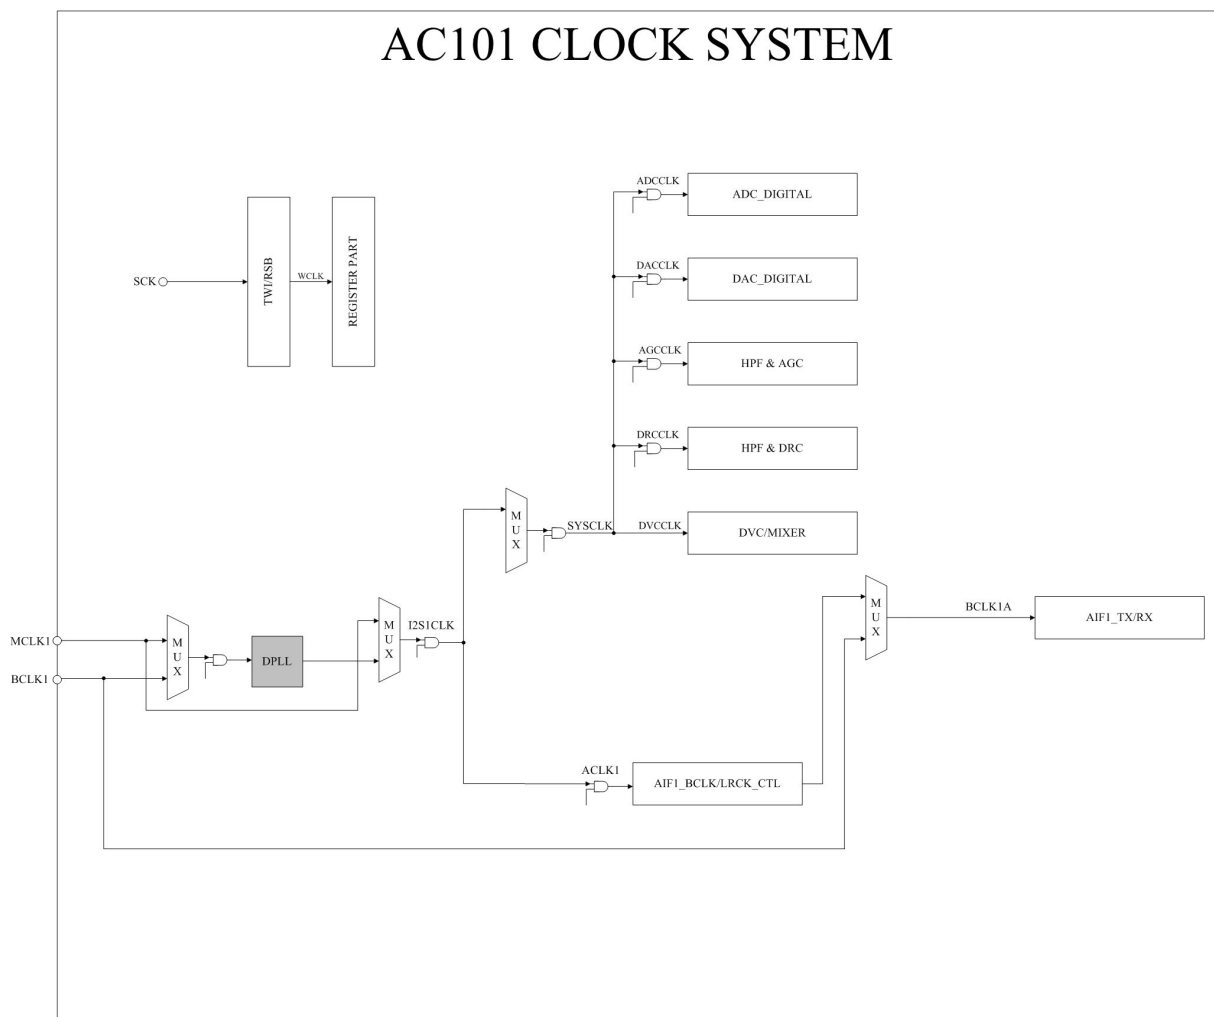 AC101 CLOCK SYSTEM
ADCCLK
ADC_DIGITAL
DACCLK
DAC_DIGITAL
SCK
TWI/RSB
WCLK
REGISTER PART
AGCCLK
HPF & AGC
DRCCLK
HPF & DRC
MUX
SYSCLK
DVCCLK
DVC/MIXER
MUX
BCLK1A
AIF1_TX/RX
MCLK1
BCLK1
MUX
DPLL
MUX
I2S1CLK
ACLK1
AIF1_BCLK/LRCK_CTL